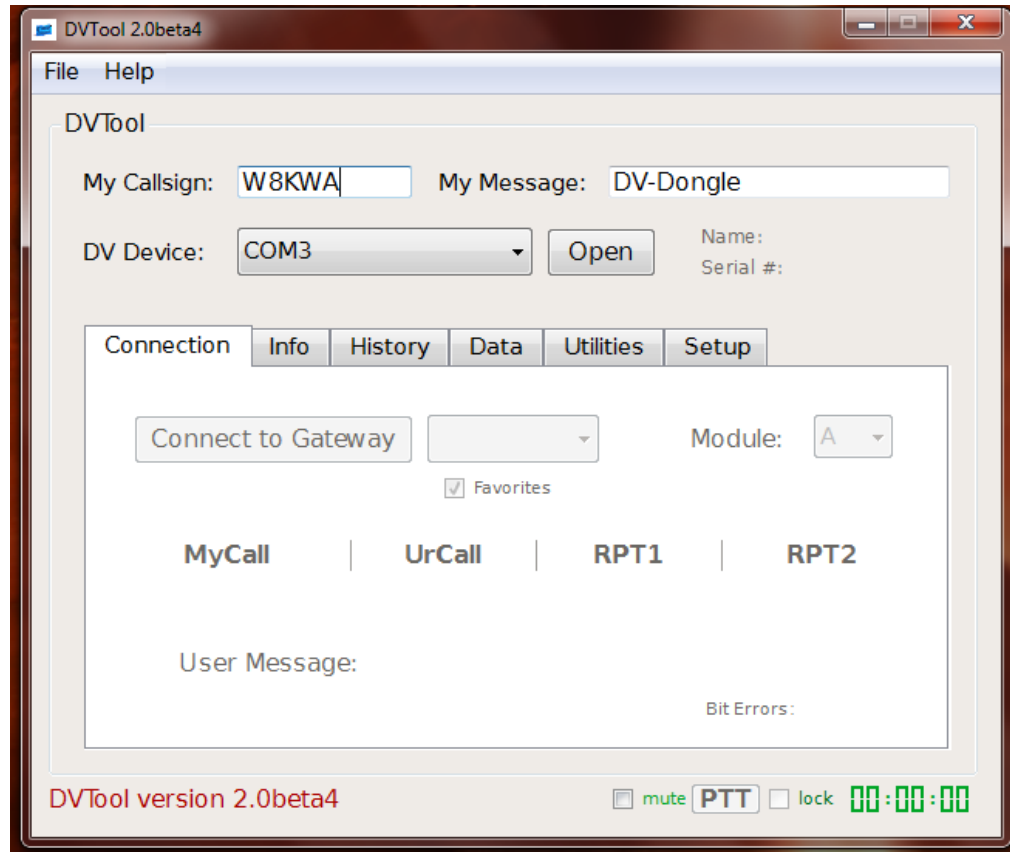 DVTool 2.0beta4
File Help
DVTool
My Callsign: W8KWA My Message: DV-Dongle
DV Device: COM3 Open Name:
Serial #:
Connection Info History Data Utilities Setup
Connect to Gateway Module: A
Favorites
MyCall UrCall RPT1 RPT2
User Message:
Bit Errors:
DVTool version 2.0beta4 mute PTT lock 00:00:00